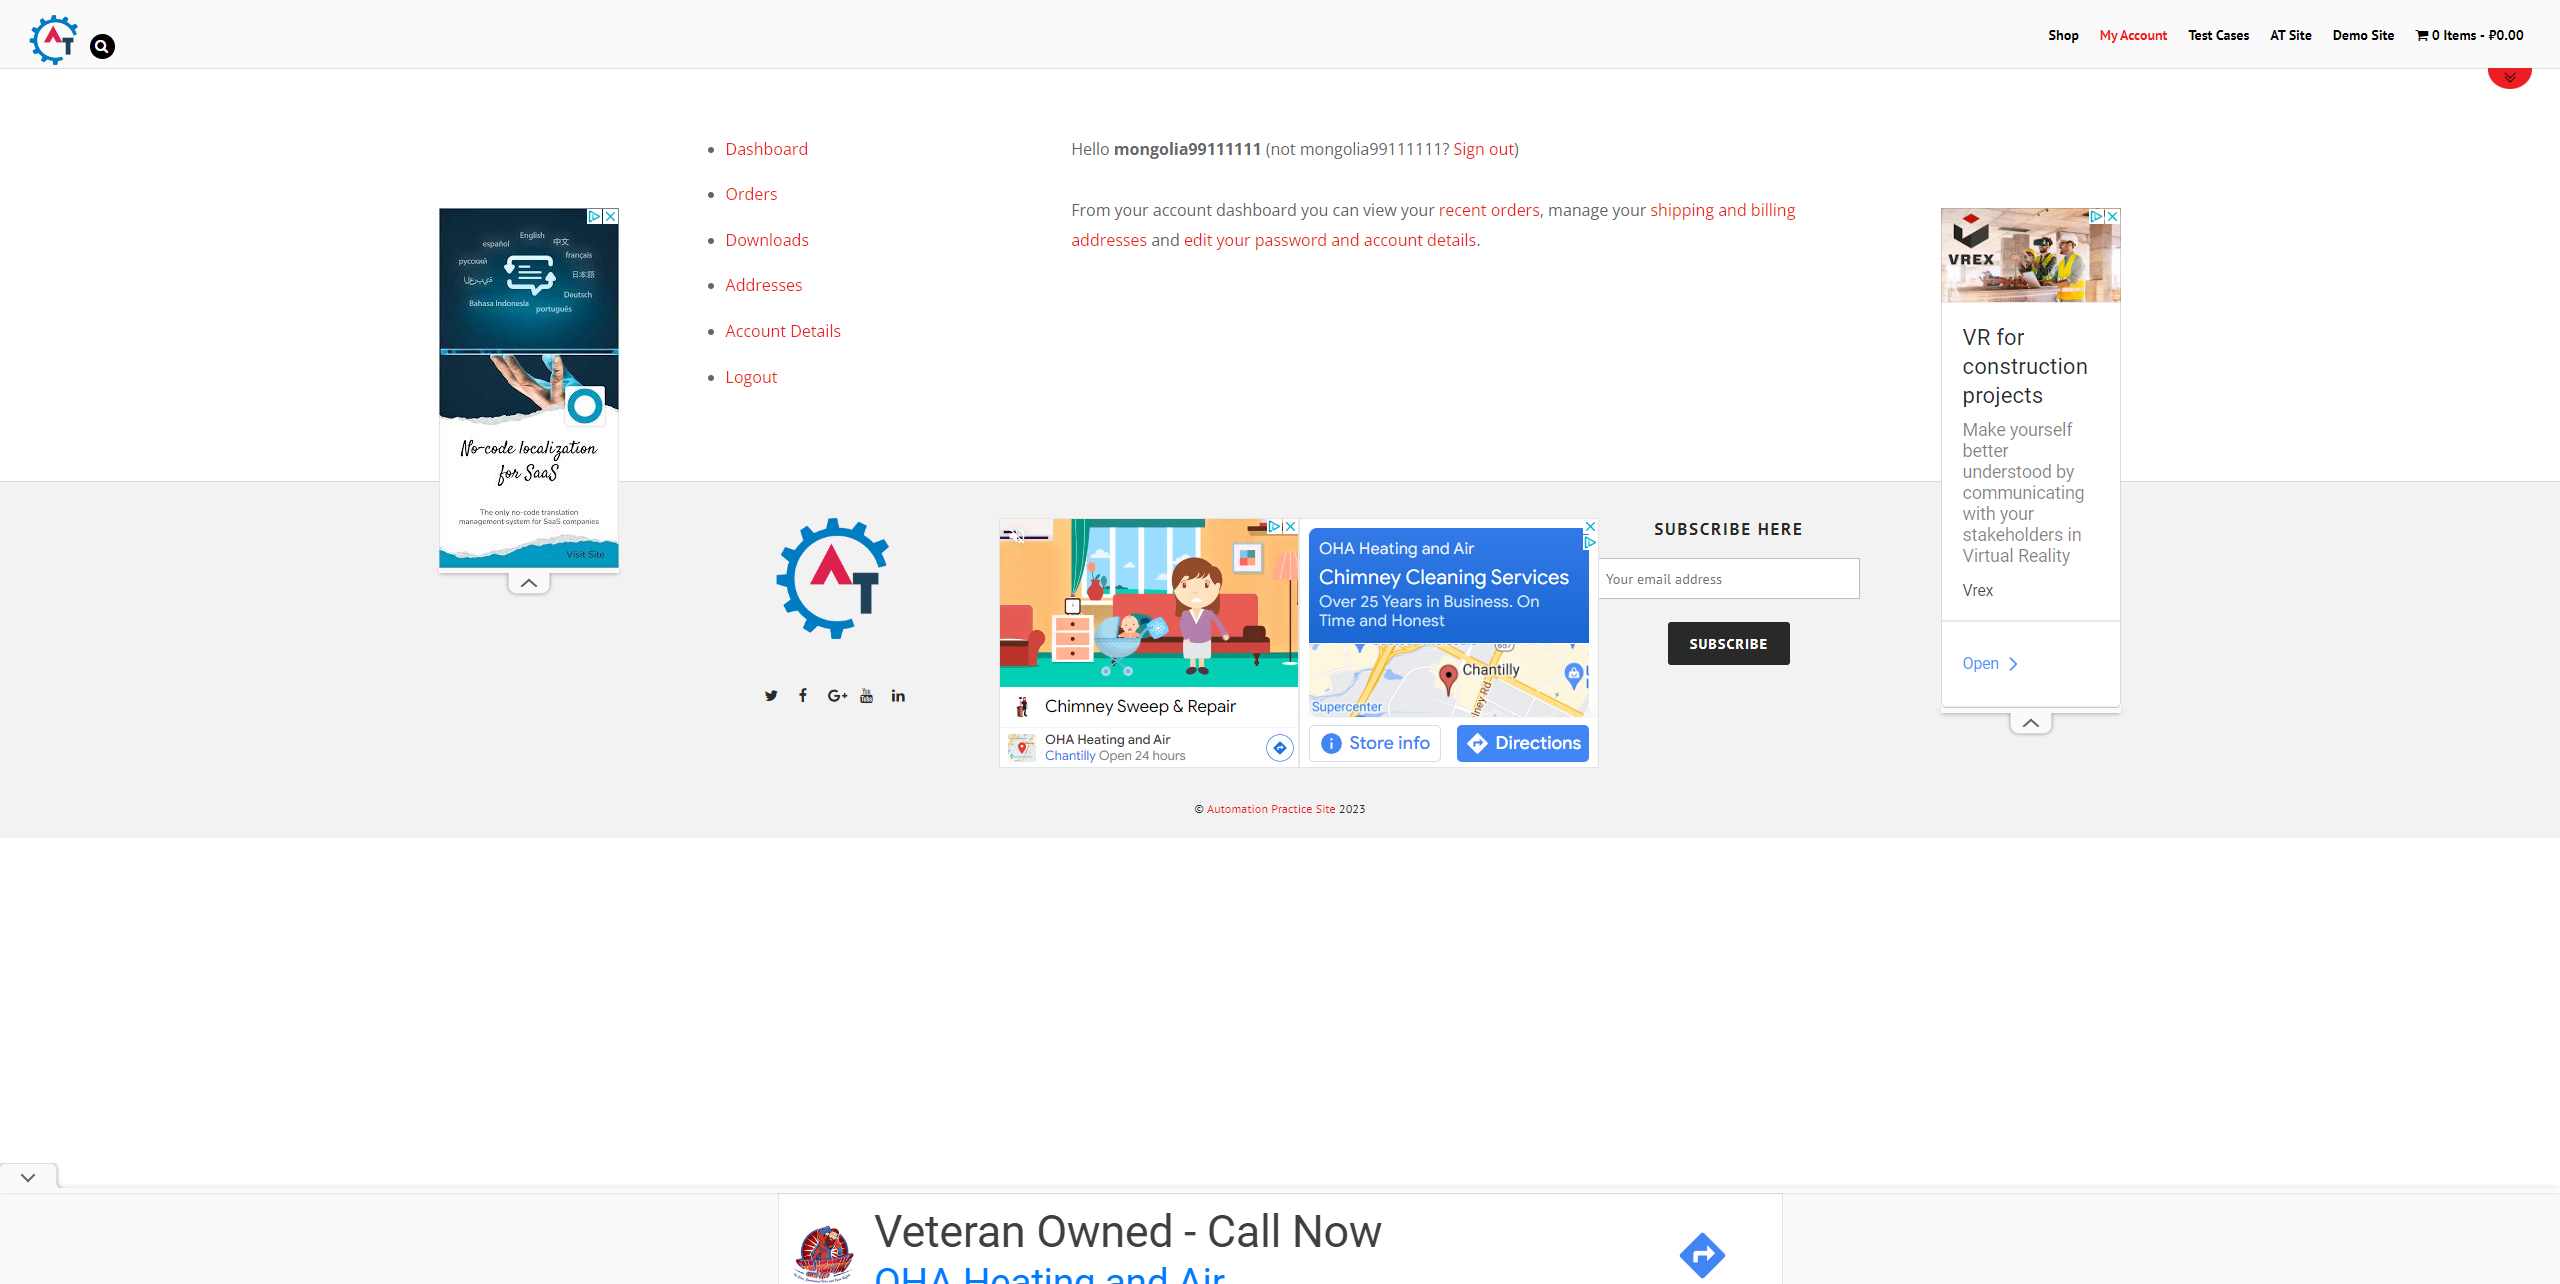 AT
Shop
My Account
Test Cases
AT Site
Demo Site
0 Items - ₽0.00
Dashboard
Orders
Downloads
Addresses
Account Details
Logout
Hello mongolia99111111 (not mongolia99111111? Sign out)
From your account dashboard you can view your recent orders, manage your shipping and billing
addresses and edit your password and account details.
English
español
中文
русский
français
العربية
日本語
Deutsch
Bahasa Indonesia
português
No-code localization
for SaaS
The only no-code translation
management system for SaaS companies
Visit Site
VREX
VR for
construction
projects
Make yourself
better
understood by
communicating
with your
stakeholders in
Virtual Reality
Vrex
Open
AT
Chimney Sweep & Repair
OHA Heating and Air
Chantilly Open 24 hours
OHA Heating and Air
Chimney Cleaning Services
Over 25 Years in Business. On
Time and Honest
657
Chantilly
Supercenter
Store info
Directions
SUBSCRIBE HERE
Your email address
SUBSCRIBE
© Automation Practice Site 2023
Veteran Owned - Call Now
OHA Heating and Air